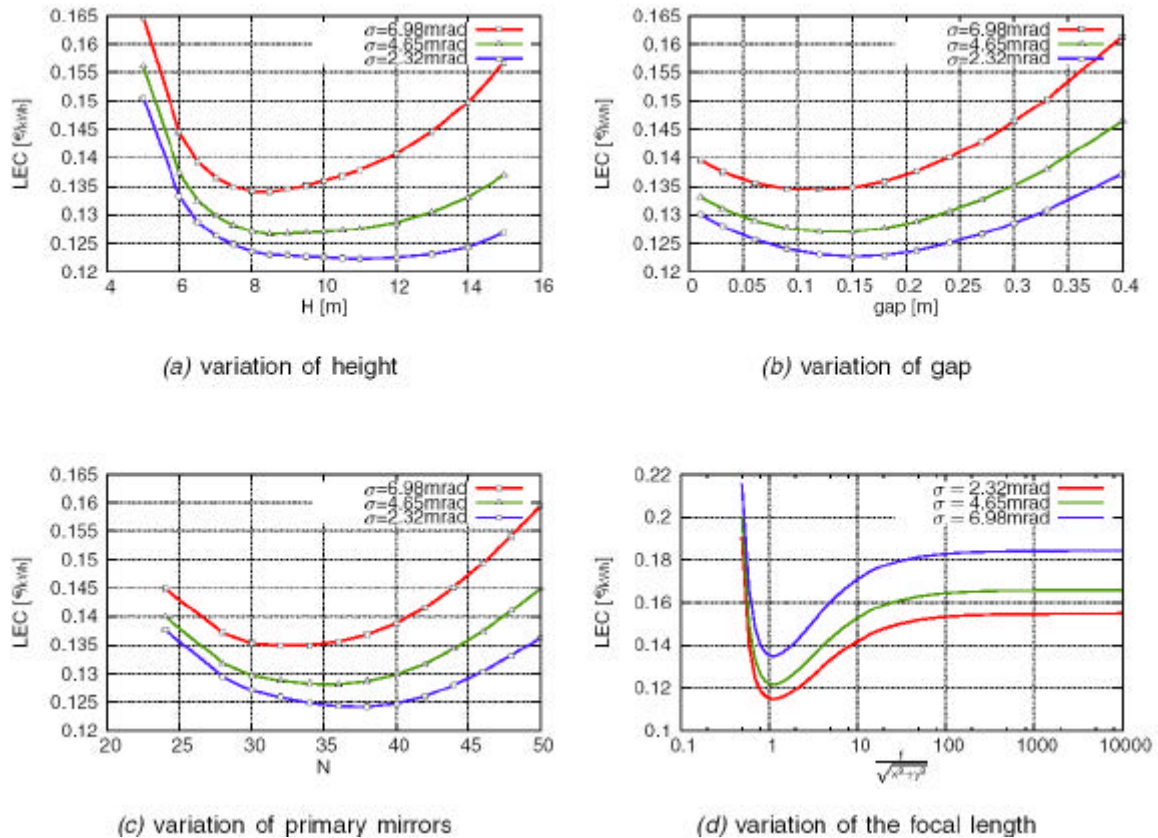 0.165
0.16
0.155
0.15
0.145
0.14
0.135
0.13
0.125
0.12
LEC [€/kWh]
σ=6.98mrad
σ=4.65mrad
σ=2.32mrad
4 6 8 10 12 14 16
H [m]
(a) variation of height
0.165
0.16
0.155
0.15
0.145
0.14
0.135
0.13
0.125
0.12
LEC [€/kWh]
σ=6.98mrad
σ=4.65mrad
σ=2.32mrad
0 0.05 0.1 0.15 0.2 0.25 0.3 0.35 0.4
gap [m]
(b) variation of gap
0.165
0.16
0.155
0.15
0.145
0.14
0.135
0.13
0.125
0.12
LEC [€/kWh]
σ=6.98mrad
σ=4.65mrad
σ=2.32mrad
20 25 30 35 40 45 50
N
(c) variation of primary mirrors
0.22
0.2
0.18
0.16
0.14
0.12
0.1
LEC [€/kWh]
σ = 2.32mrad
σ = 4.65mrad
σ = 6.98mrad
0.1 1 10 100 1000 10000
(d) variation of the focal length